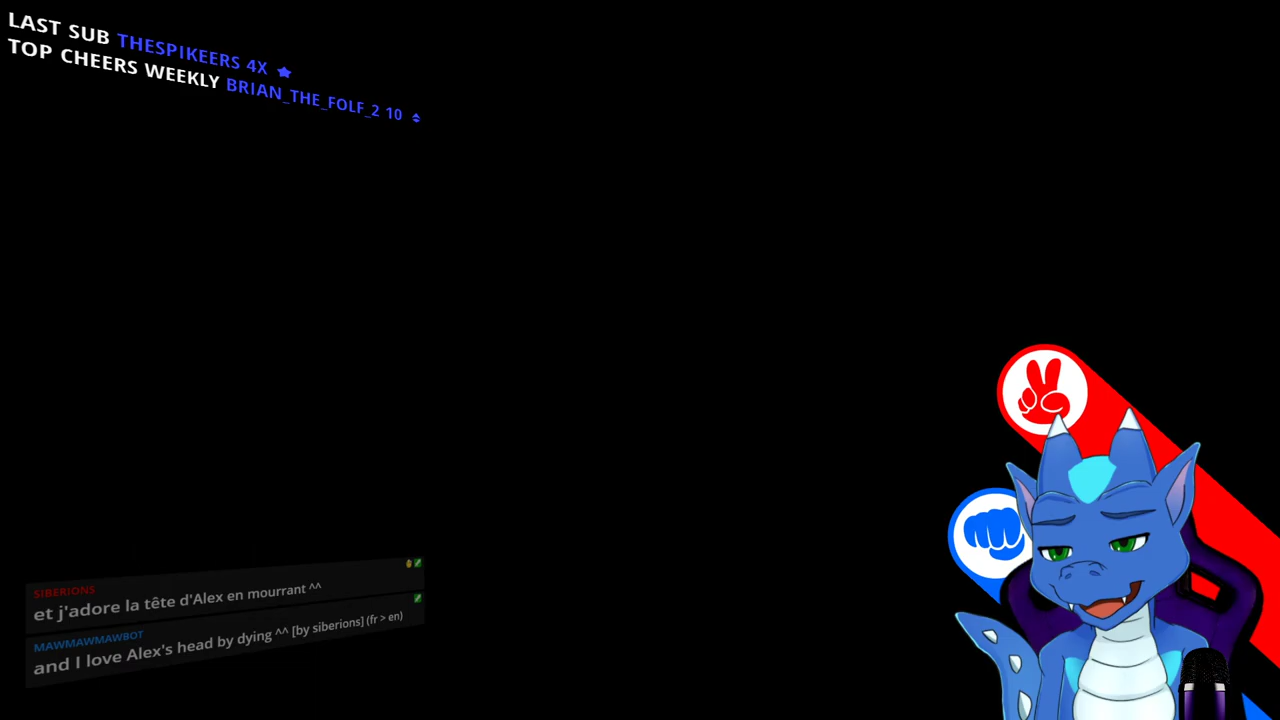 LAST SUB THESPIKEERS 4X
TOP CHEERS WEEKLY BRIAN_THE_FOLF_2 10
SIBERIONS
et j'adore la tête d'Alex en mourrant ^^
MAWMAWMAWBOT
and I love Alex's head by dying ^^ [by siberions] (fr > en)